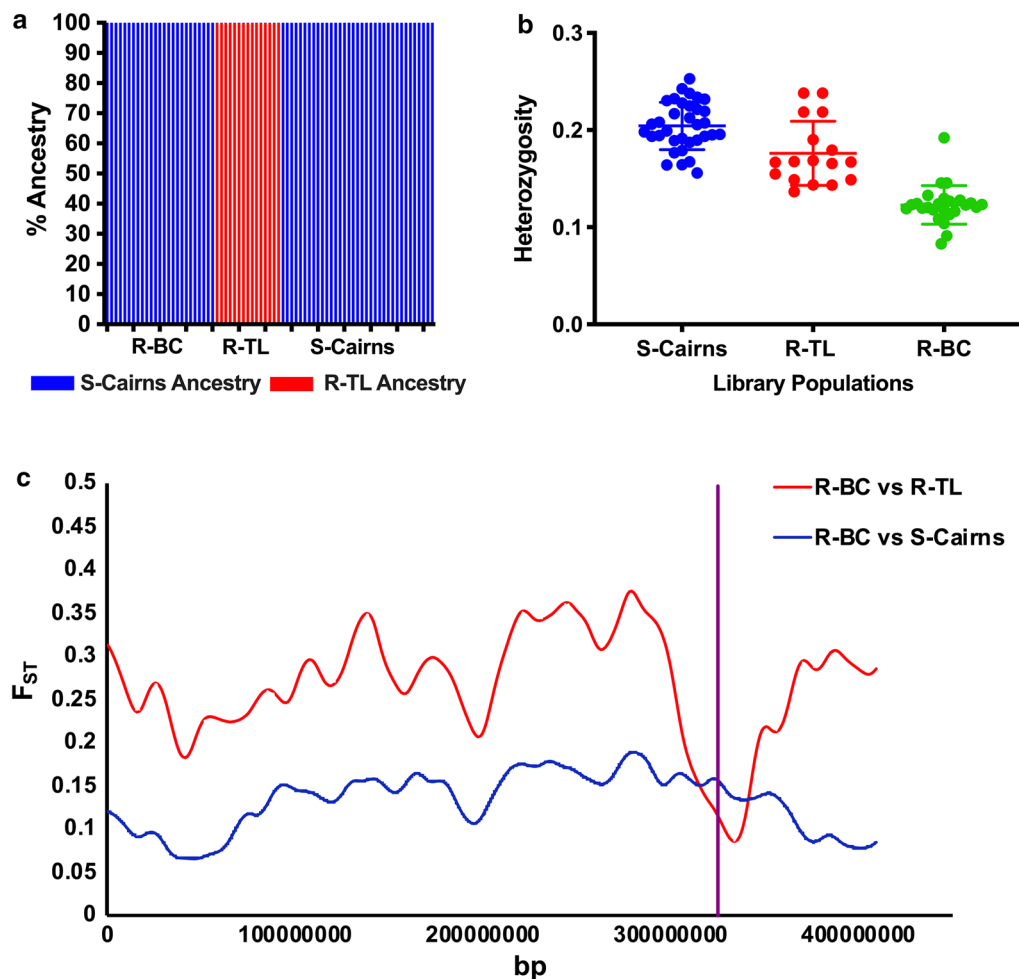 a
100
90
80
70
60
50
40
30
20
10
0
% Ancestry
R-BC R-TL S-Cairns
S-Cairns Ancestry R-TL Ancestry
b
0.3
0.2
0.1
0.0
Heterozygosity
S-Cairns R-TL R-BC
Library Populations
c
0.5
0.45
0.4
0.35
0.3
0.25
0.2
0.15
0.1
0.05
0
FST
R-BC vs R-TL
R-BC vs S-Cairns
0 100000000 200000000 300000000 400000000
bp